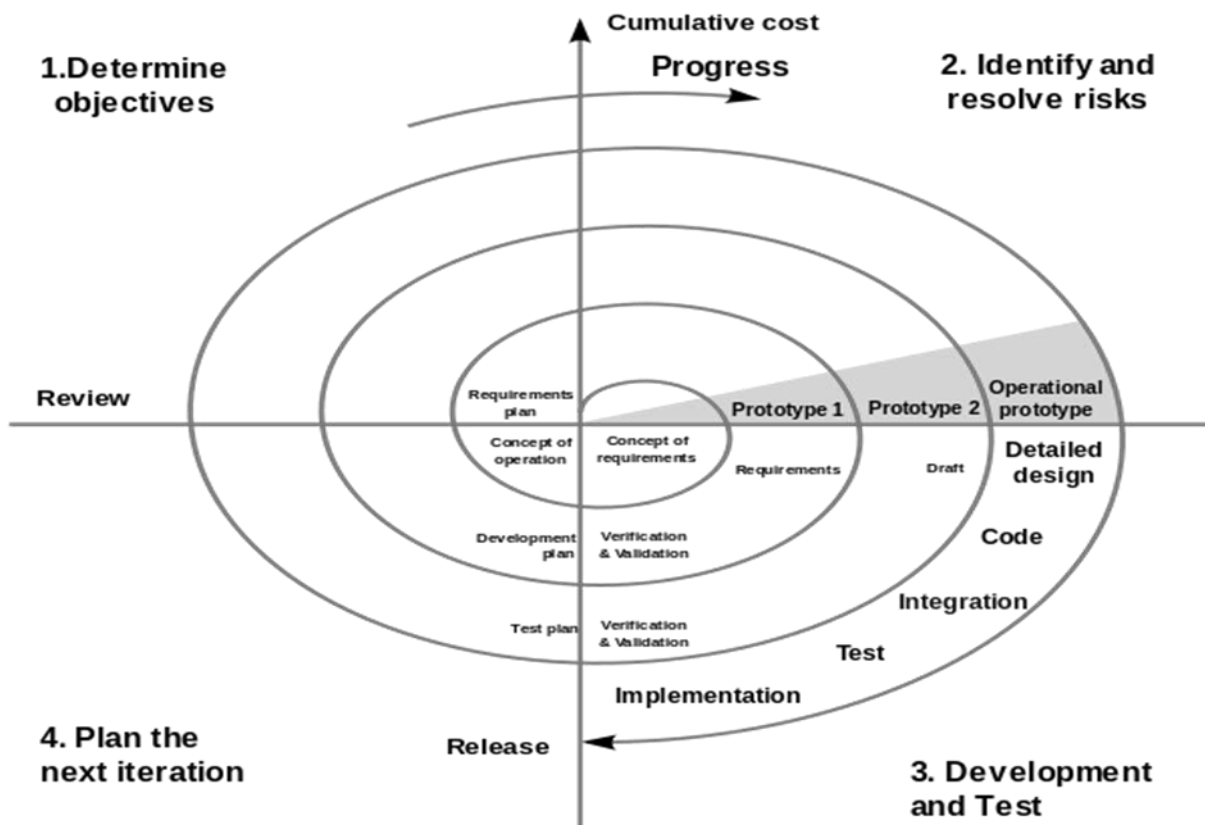 Cumulative cost
Progress
1.Determine
objectives
2. Identify and
resolve risks
Review
Requirements
plan
Prototype 1
Prototype 2
Operational
prototype
Concept of
operation
Concept of
requirements
Requirements
Draft
Detailed
design
Development
plan
Verification
& Validation
Code
Integration
Test plan
Verification
& Validation
Test
Implementation
Release
4. Plan the
next iteration
3. Development
and Test